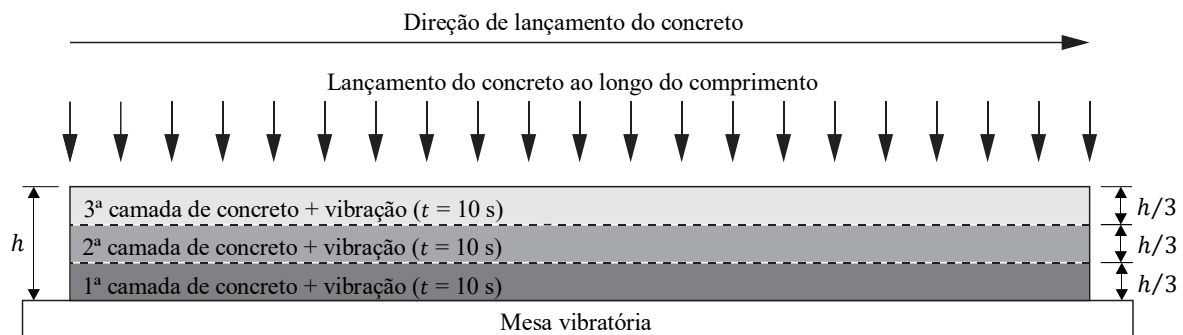 Direção de lançamento do concreto
Lançamento do concreto ao longo do comprimento
3ª camada de concreto + vibração (t = 10 s)
h/3
h
2ª camada de concreto + vibração (t = 10 s)
h/3
1ª camada de concreto + vibração (t = 10 s)
h/3
Mesa vibratória